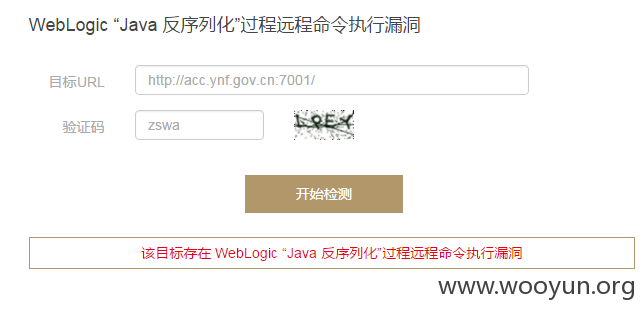 WebLogic “Java 反序列化”过程远程命令执行漏洞
目标URL http://acc.ynf.gov.cn:7001/
验证码 zswa LQEY
开始检测
该目标存在 WebLogic “Java 反序列化”过程远程命令执行漏洞
www.wooyun.org